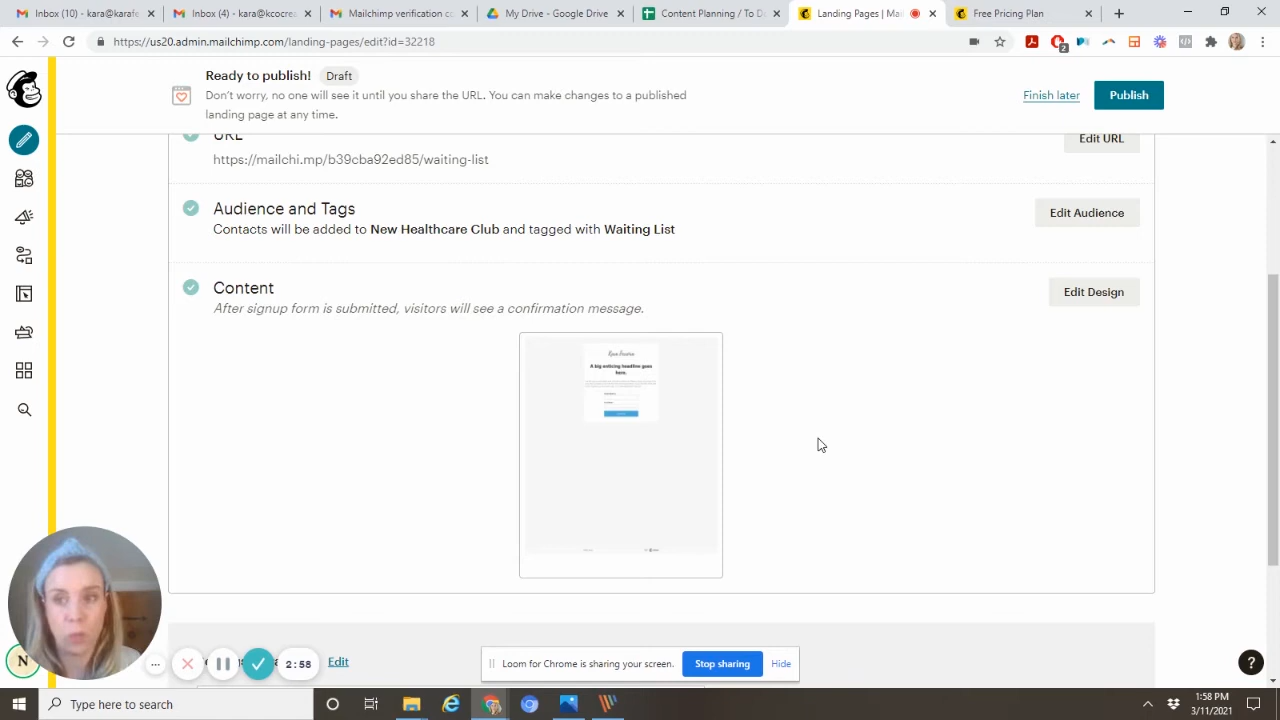 Inbox (10) - kara@karafe
Inbox (4) - kara@kcocrea
Mailchimp verification co
My Drive - Google Drive
Content Planning / To D
Landing Pages | Mai
Free Pricing Plan
https://us20.admin.mailchimp.com/landing-pages/edit?id=32218
2
Ready to publish! Draft
Don't worry, no one will see it until you share the URL. You can make changes to a published
landing page at any time.
Finish later
Publish
URL
https://mailchi.mp/b39cba92ed85/waiting-list
Edit URL
Audience and Tags
Contacts will be added to New Healthcare Club and tagged with Waiting List
Edit Audience
Content
After signup form is submitted, visitors will see a confirmation message.
Edit Design
A big enticing headline goes
here.
N
2:58
Edit
Loom for Chrome is sharing your screen.
Stop sharing
Hide
?
Type here to search
1:58 PM
3/11/2021